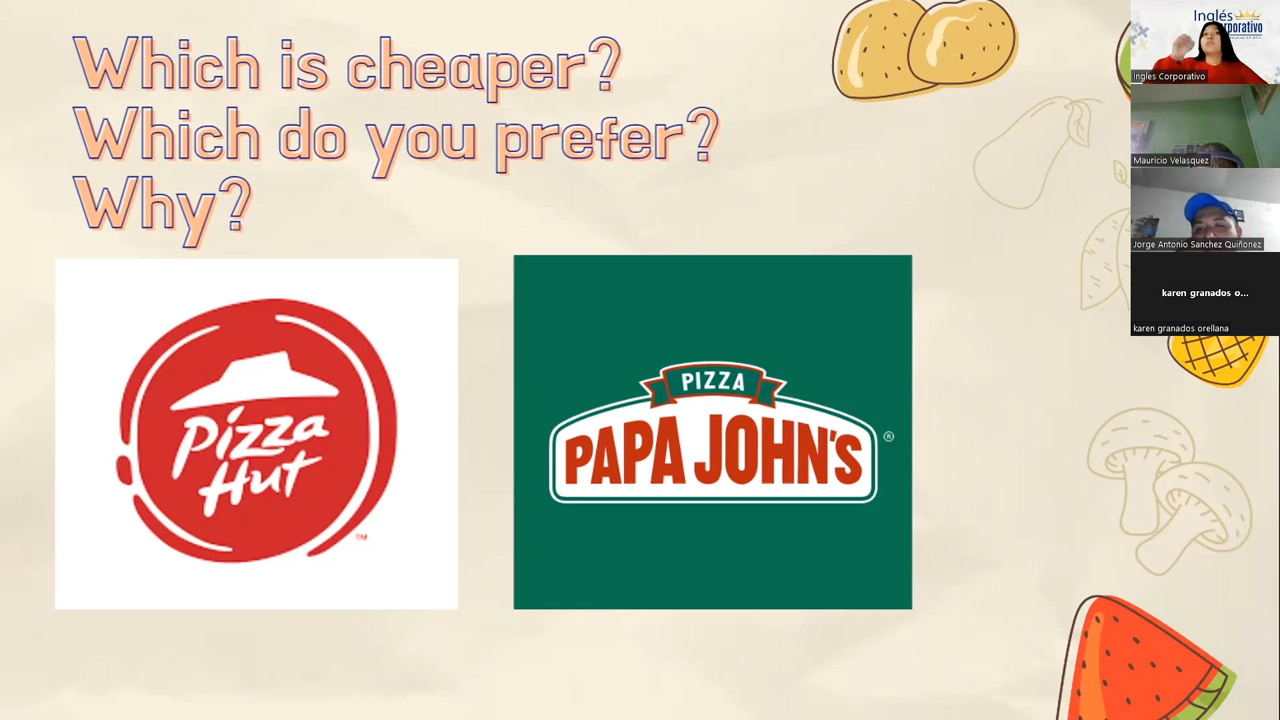 Which is cheaper?
Which do you prefer?
Why?
Pizza
Hut
™
PIZZA
PAPA JOHN'S
®
Inglés
Corporativo
Ingles Corporativo
Mauricio Velasquez
Jorge Antonio Sanchez Quiñonez
karen granados o...
karen granados orellana